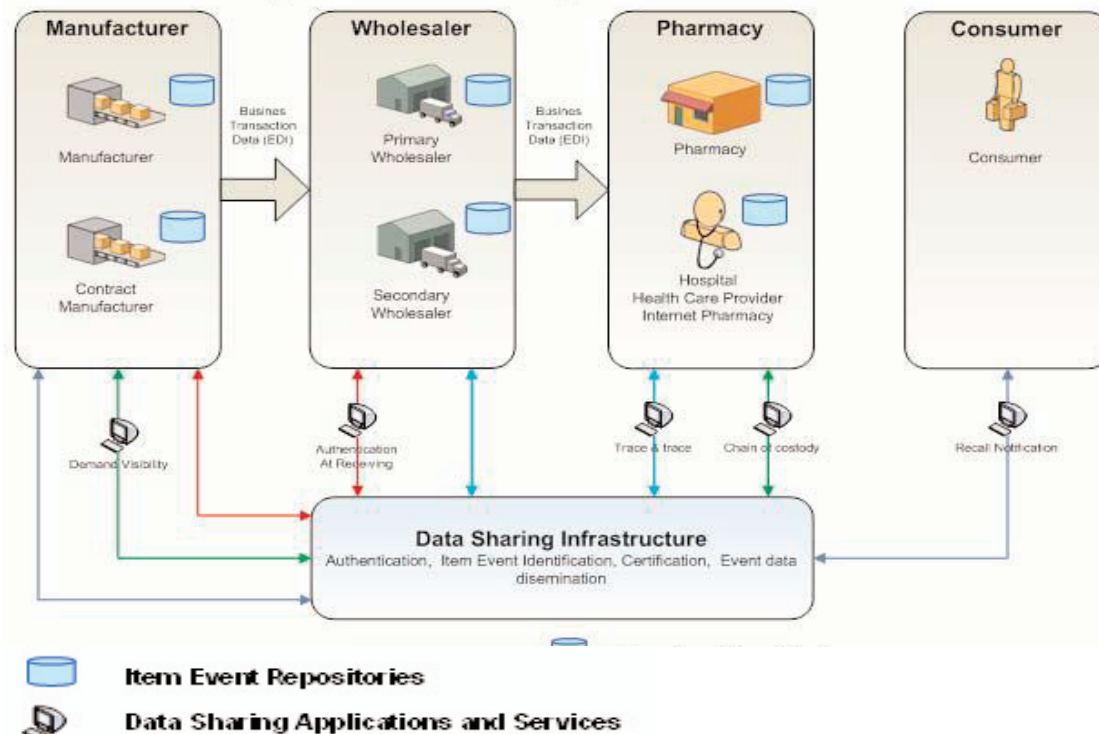 Manufacturer
Wholesaler
Pharmacy
Consumer
Manufacturer
Busines
Transaction
Data (EDI)
Primary
Wholesaler
Busines
Transaction
Data (EDI)
Pharmacy
Consumer
Contract
Manufacturer
Secondary
Wholesaler
Hospital
Health Care Provider
Internet Pharmacy
Demand Visibility
Authentication
At Receiving
Trace & trace
Chain of custody
Recall Notification
Data Sharing Infrastructure
Authentication, Item Event Identification, Certification, Event data
disemination
Item Event Repositories
Data Sharing Applications and Services